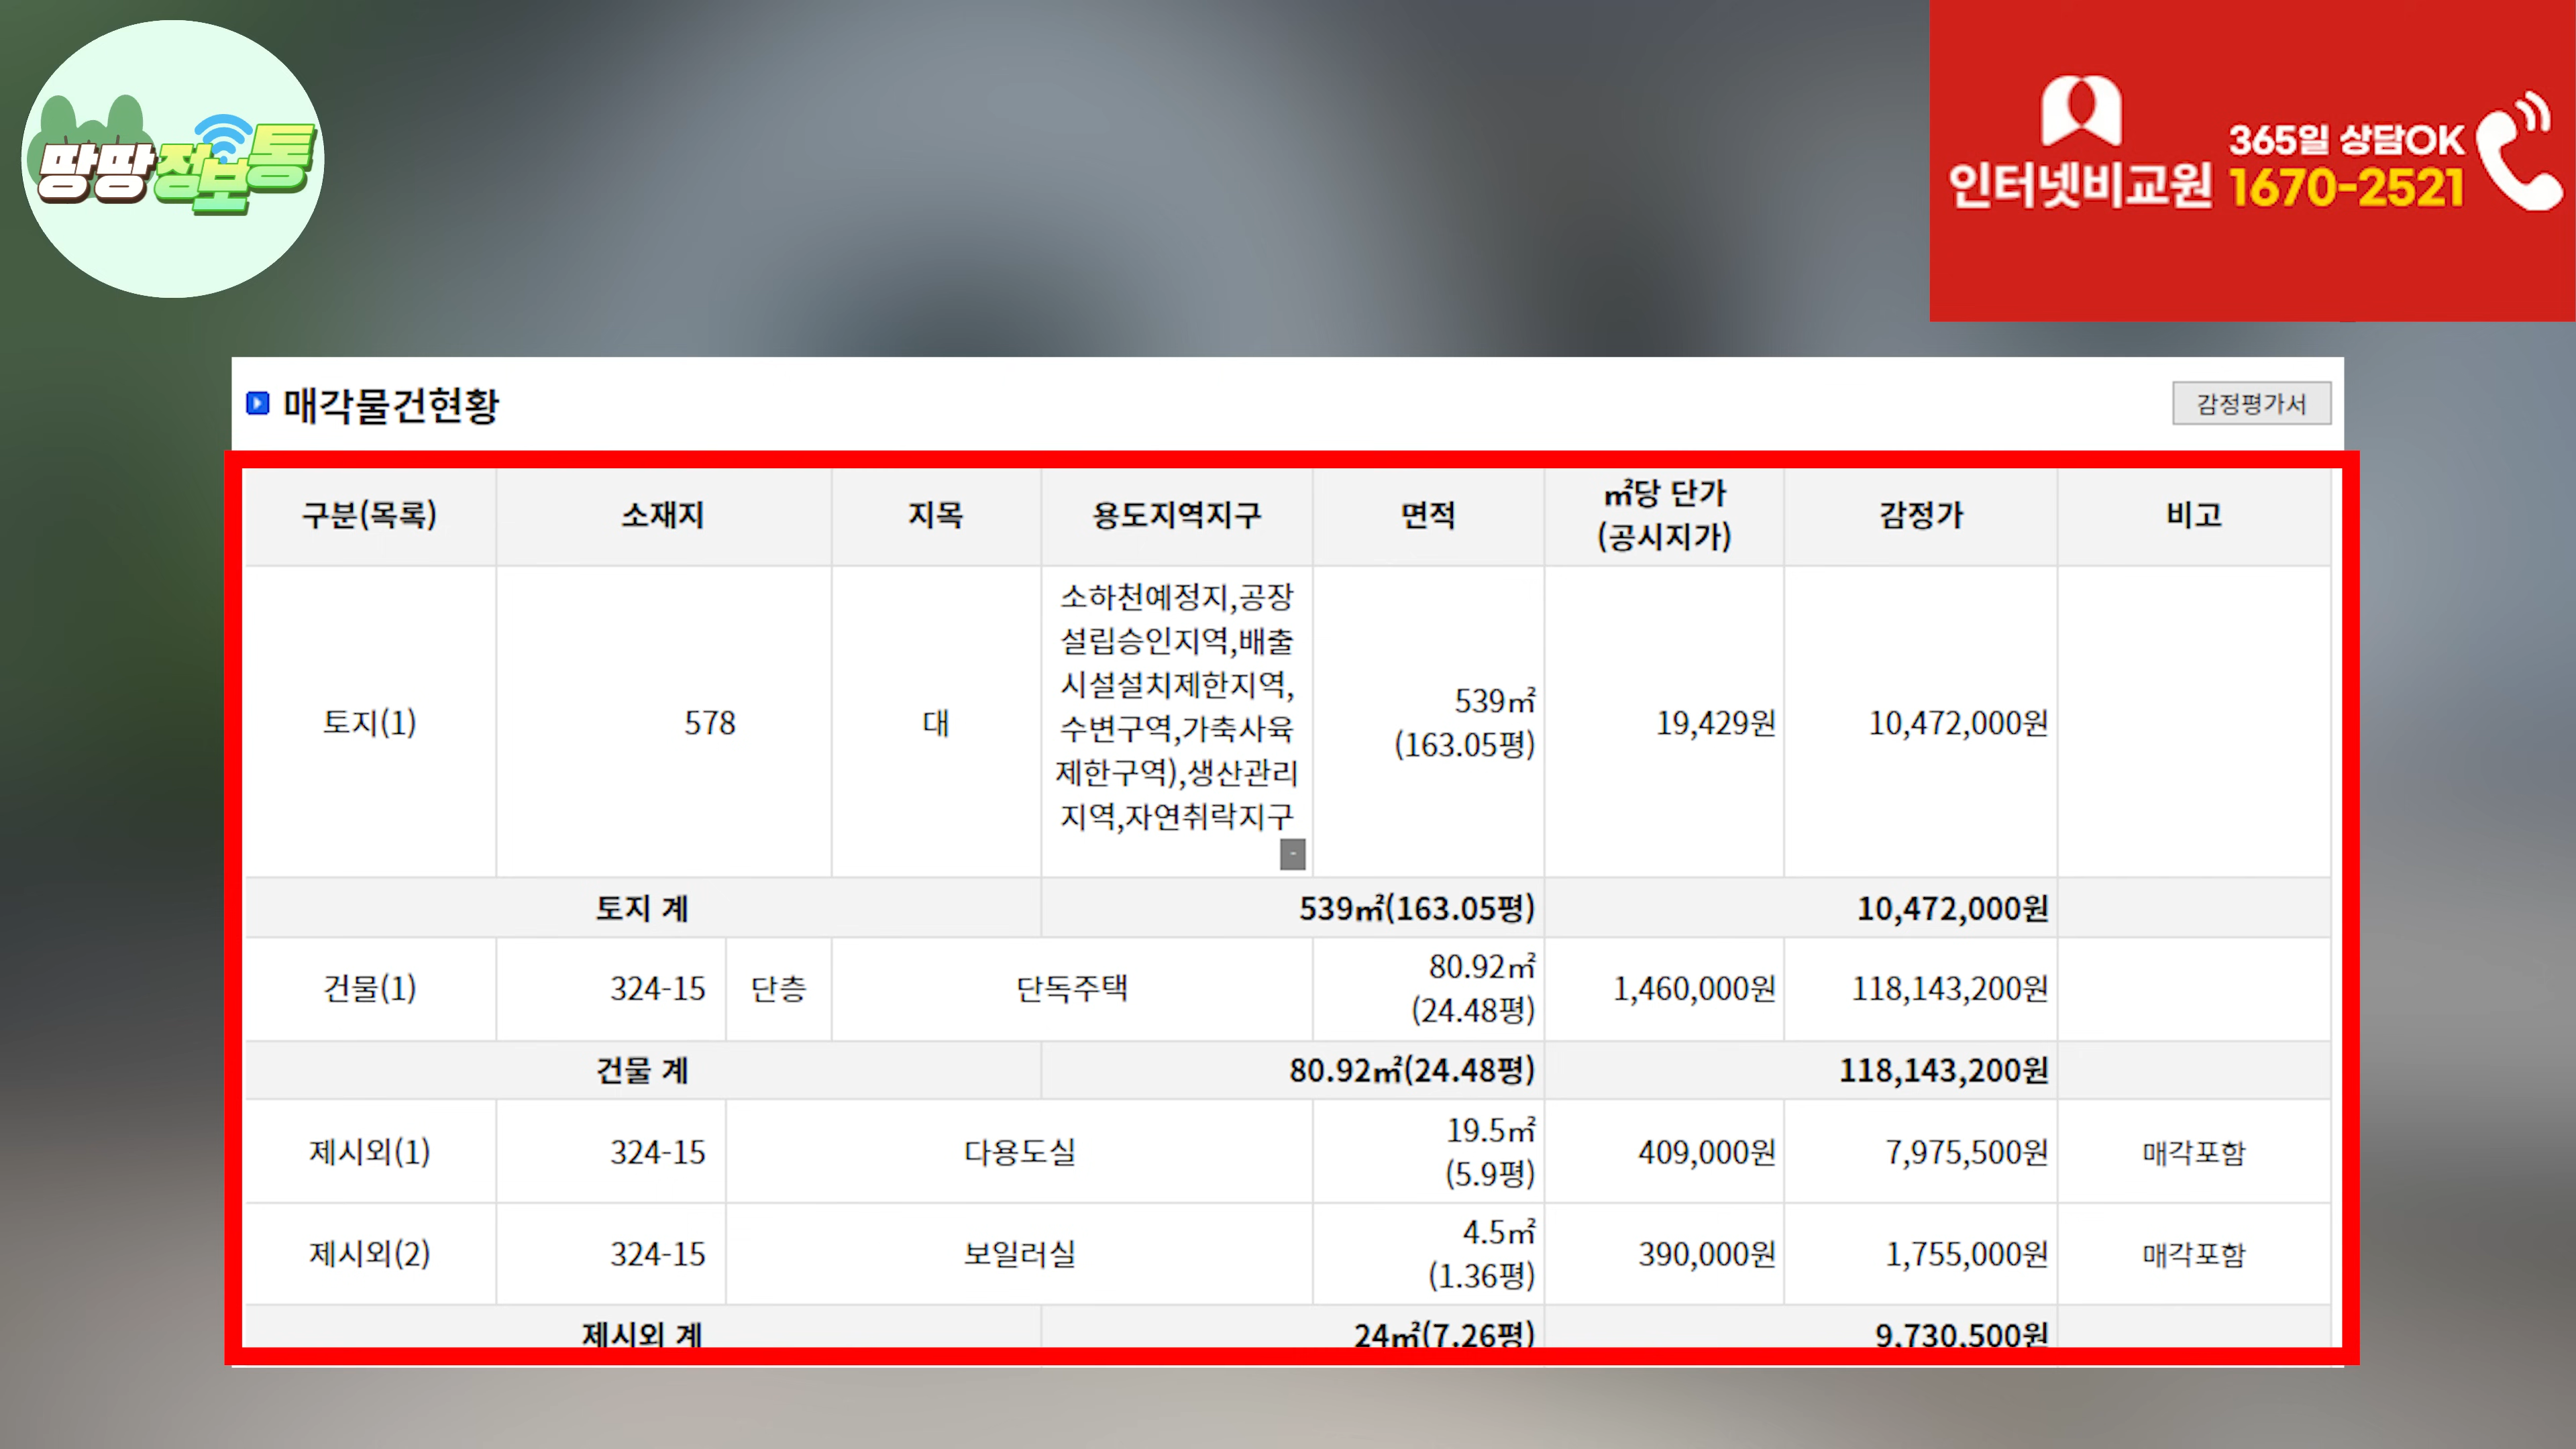 땅땅정보통
인터넷비교원
365일 상담OK
1670-2521
매각물건현황
감정평가서
구분(목록) 소재지 지목 용도지역지구 면적 ㎡당 단가 (공시지가) 감정가 비고
토지(1) 578 대
소하천예정지,공장
설립승인지역,배출
시설설치제한지역,
수변구역,가축사육
제한구역),생산관리
지역,자연취락지구
-
539㎡
(163.05평)
19,429원 10,472,000원
토지 계 539㎡(163.05평) 10,472,000원
건물(1) 324-15 단층 단독주택 80.92㎡ (24.48평) 1,460,000원 118,143,200원
건물 계 80.92㎡(24.48평) 118,143,200원
제시외(1) 324-15 다용도실 19.5㎡ (5.9평) 409,000원 7,975,500원 매각포함
제시외(2) 324-15 보일러실 4.5㎡ (1.36평) 390,000원 1,755,000원 매각포함
제시외 계 24㎡(7.26평) 9,730,500원